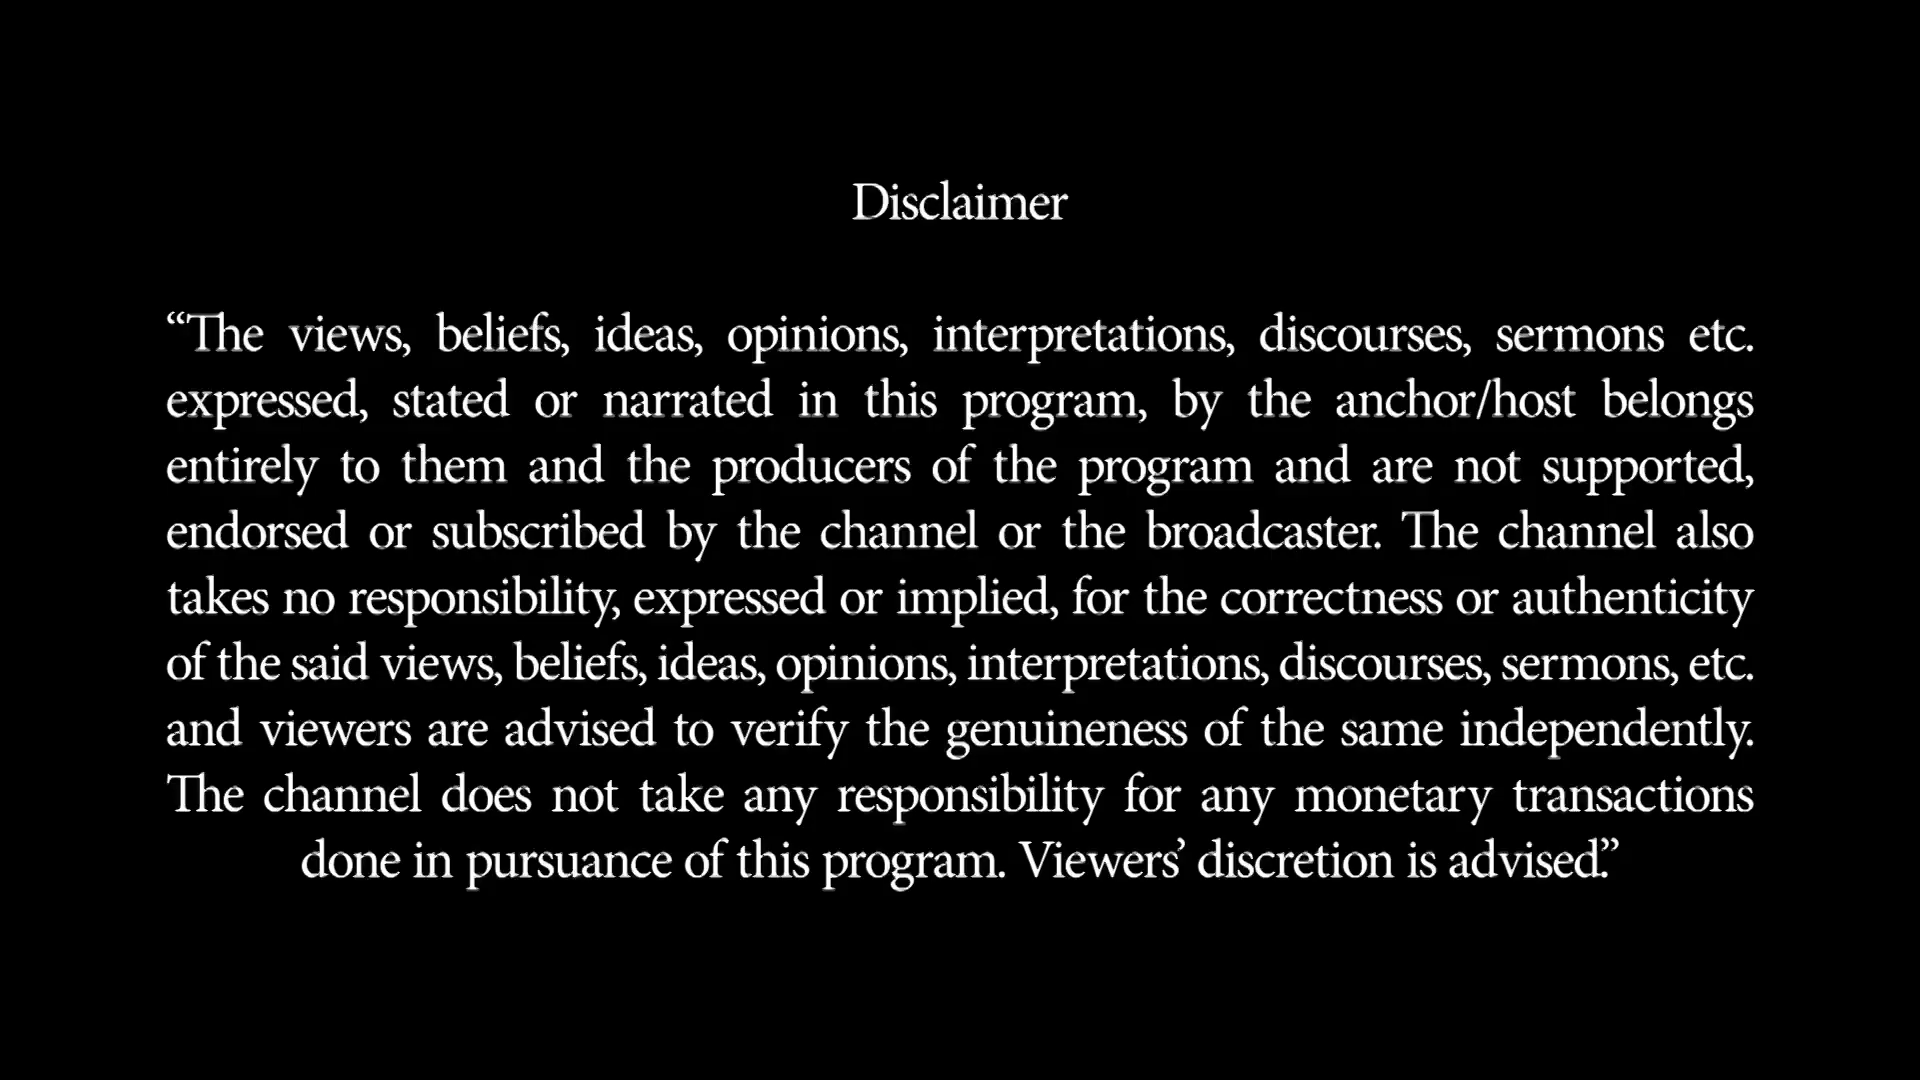 Disclaimer
“The views, beliefs, ideas, opinions, interpretations, discourses, sermons etc.
expressed, stated or narrated in this program, by the anchor/host belongs
entirely to them and the producers of the program and are not supported,
endorsed or subscribed by the channel or the broadcaster. The channel also
takes no responsibility, expressed or implied, for the correctness or authenticity
of the said views, beliefs, ideas, opinions, interpretations, discourses, sermons, etc.
and viewers are advised to verify the genuineness of the same independently.
The channel does not take any responsibility for any monetary transactions
done in pursuance of this program. Viewers’ discretion is advised.”